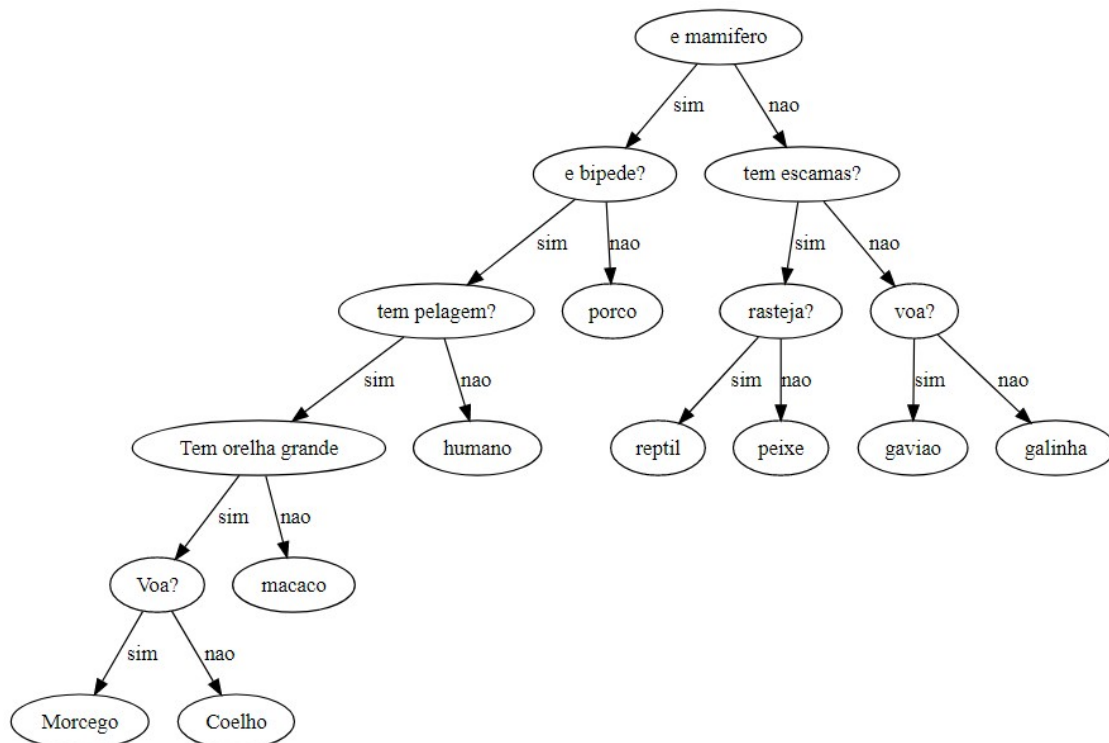 e mamifero
sim
nao
e bipede?
tem escamas?
sim
nao
sim
nao
tem pelagem?
porco
rasteja?
voa?
sim
nao
sim
nao
sim
nao
Tem orelha grande
humano
reptil
peixe
gaviao
galinha
sim
nao
Voa?
macaco
sim
nao
Morcego
Coelho